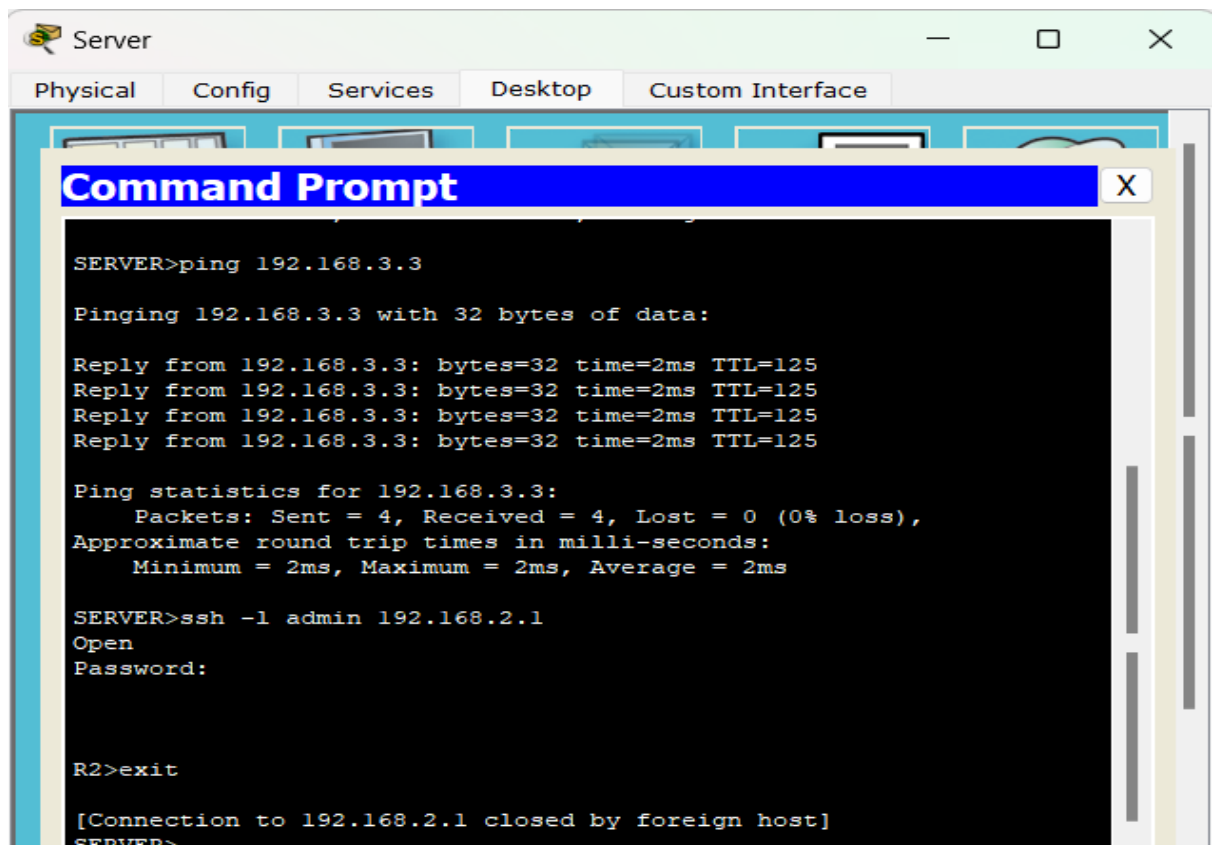 Server
Physical Config Services Desktop Custom Interface
Command Prompt X
SERVER>ping 192.168.3.3
Pinging 192.168.3.3 with 32 bytes of data:
Reply from 192.168.3.3: bytes=32 time=2ms TTL=125
Reply from 192.168.3.3: bytes=32 time=2ms TTL=125
Reply from 192.168.3.3: bytes=32 time=2ms TTL=125
Reply from 192.168.3.3: bytes=32 time=2ms TTL=125
Ping statistics for 192.168.3.3:
Packets: Sent = 4, Received = 4, Lost = 0 (0% loss),
Approximate round trip times in milli-seconds:
Minimum = 2ms, Maximum = 2ms, Average = 2ms
SERVER>ssh -l admin 192.168.2.1
Open
Password:
R2>exit
[Connection to 192.168.2.1 closed by foreign host]
SERVER>